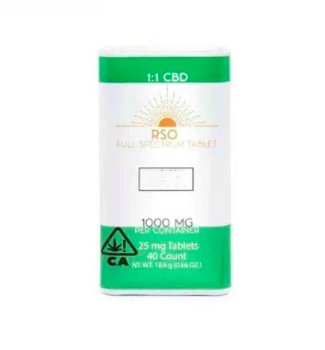 1:1 CBD
RSO
FULL SPECTRUM TABLET
1000 MG
PER CONTAINER
25 mg Tablets
40 Count
CA